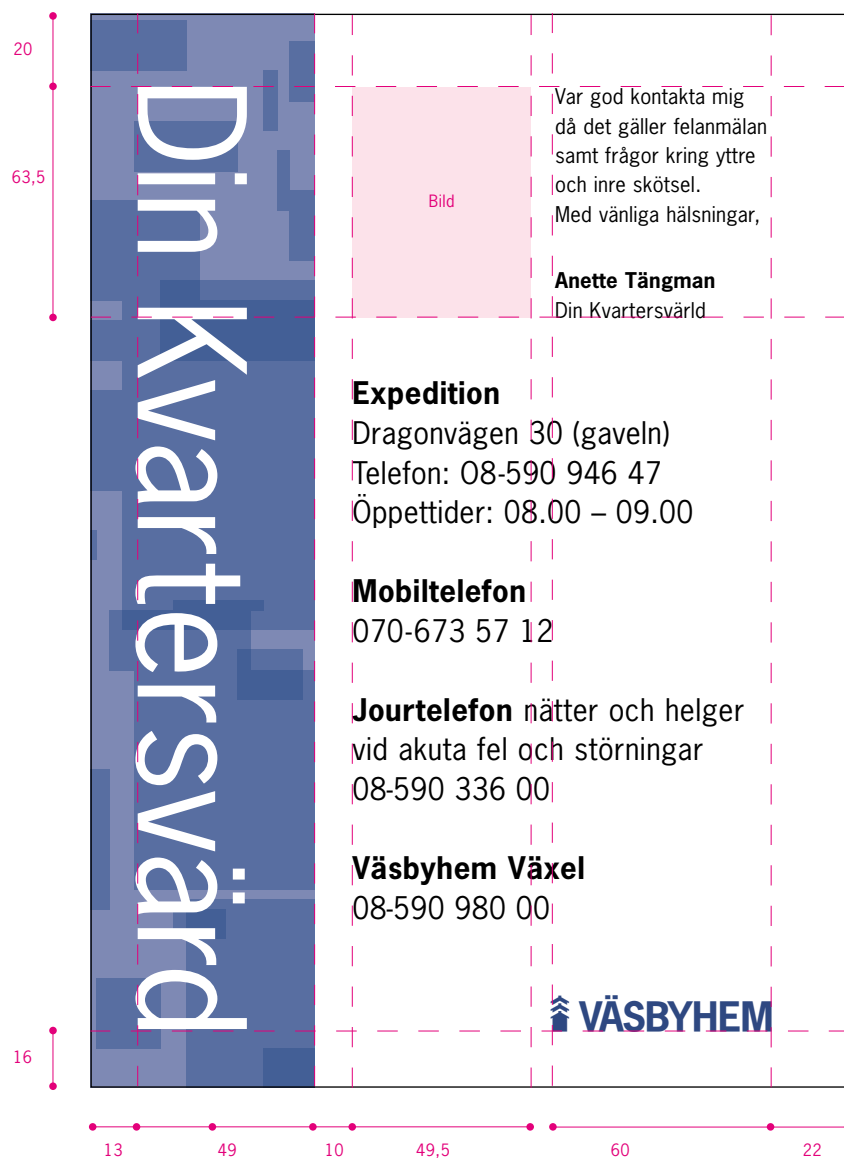 20
63,5
16
Din Kvartersvärd
Bild
Var god kontakta mig
då det gäller felanmälan
samt frågor kring yttre
och inre skötsel.
Med vänliga hälsningar,
Anette Tängman
Din Kvartersvärld
Expedition
Dragonvägen 30 (gaveln)
Telefon: 08-590 946 47
Öppettider: 08.00 – 09.00
Mobiltelefon
070-673 57 12
Jourtelefon nätter och helger
vid akuta fel och störningar
08-590 336 00
Väsbyhem Växel
08-590 980 00
VÄSBYHEM
13 49 10 49,5 60 22